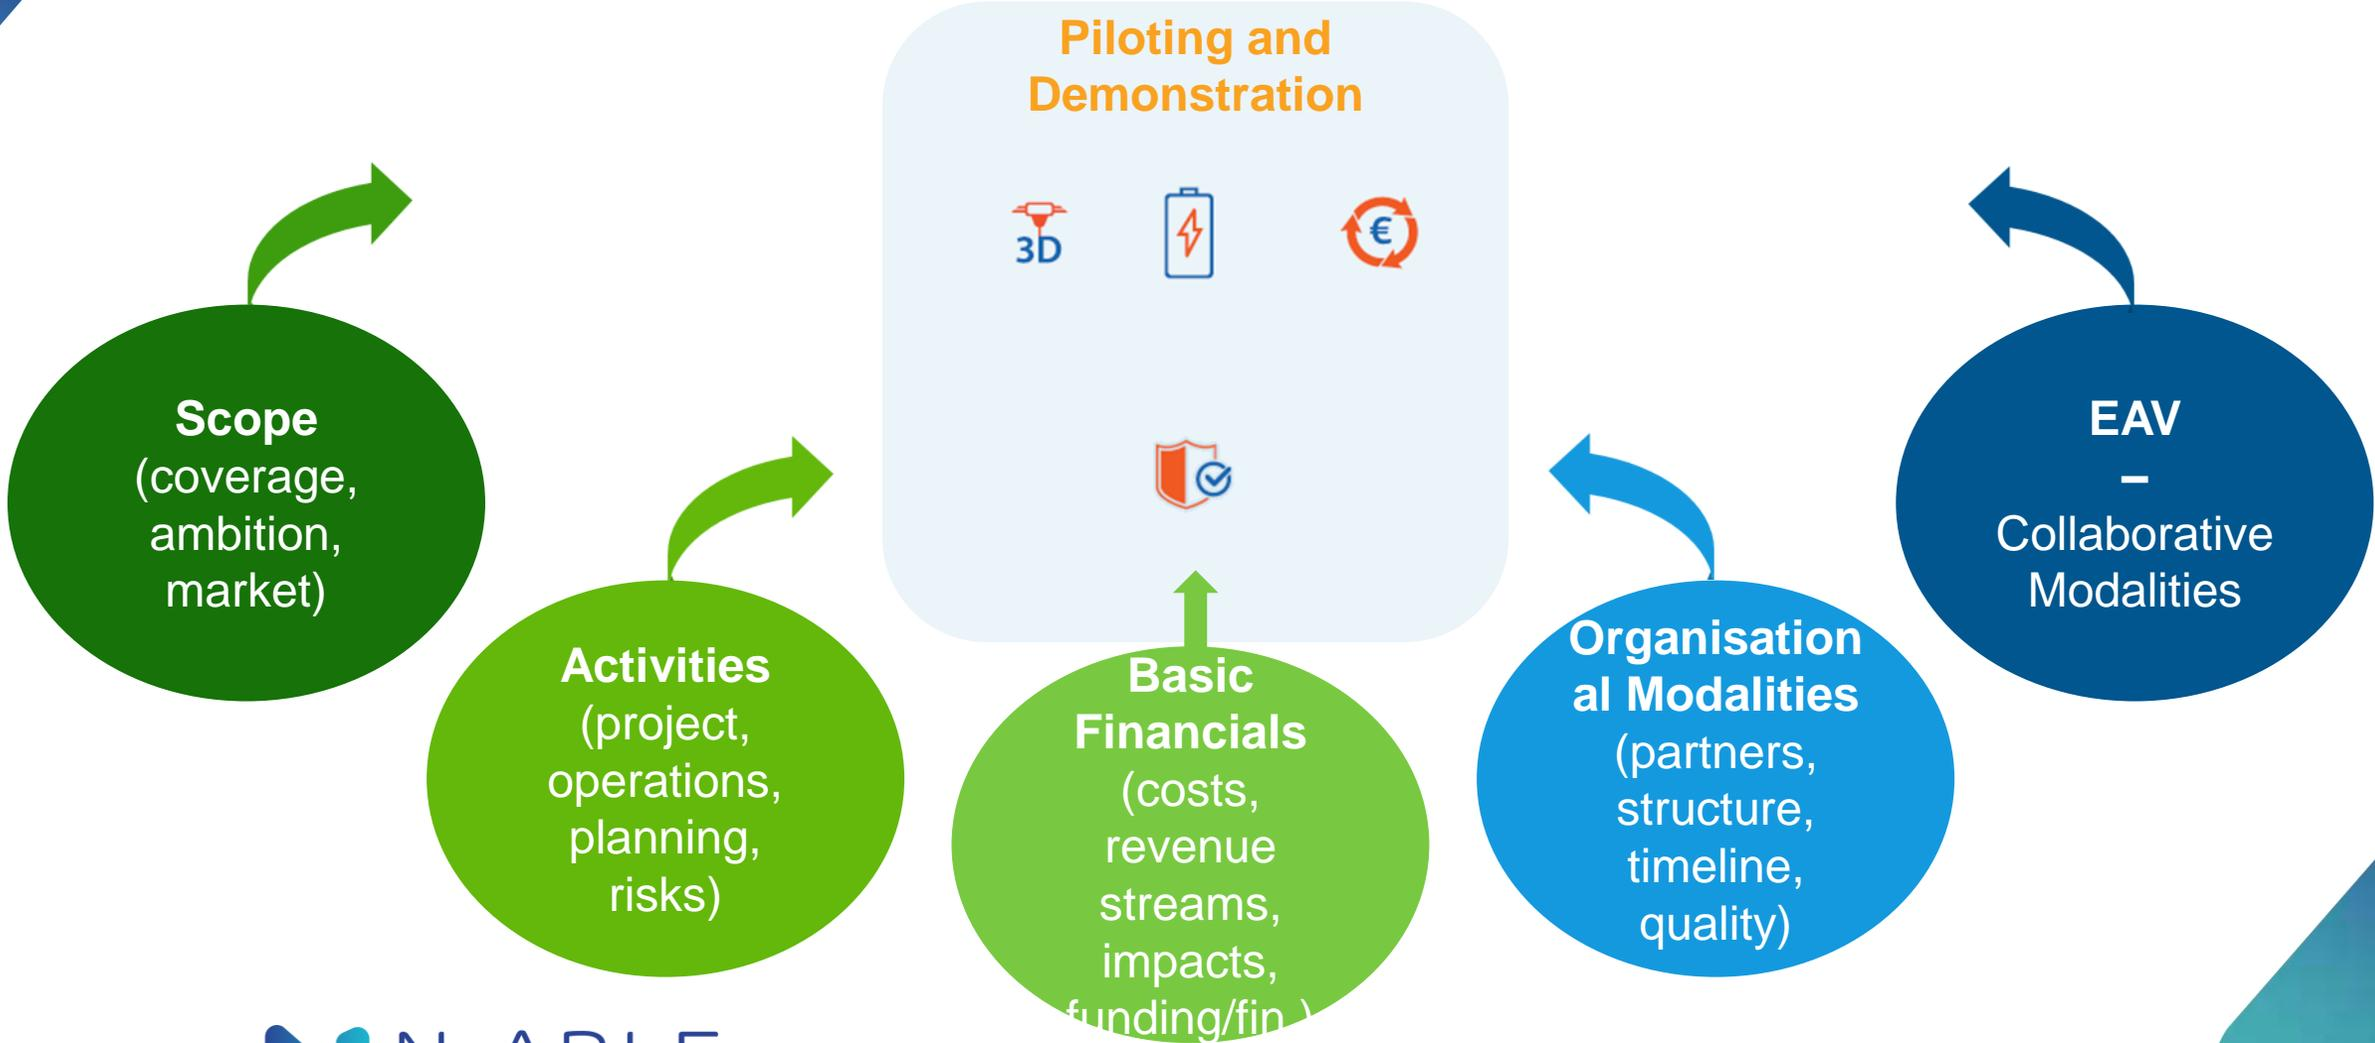 Piloting and
Demonstration
3D
€
Scope
(coverage,
ambition,
market)
Activities
(project,
operations,
planning,
risks)
Basic
Financials
(costs,
revenue
streams,
impacts,
funding/fin.)
Organisation
al Modalities
(partners,
structure,
timeline,
quality)
EAV
–
Collaborative
Modalities